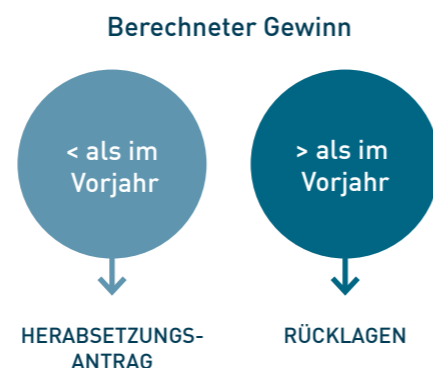 Berechneter Gewinn
< als im
Vorjahr
> als im
Vorjahr
HERABSETZUNGS-
ANTRAG
RÜCKLAGEN